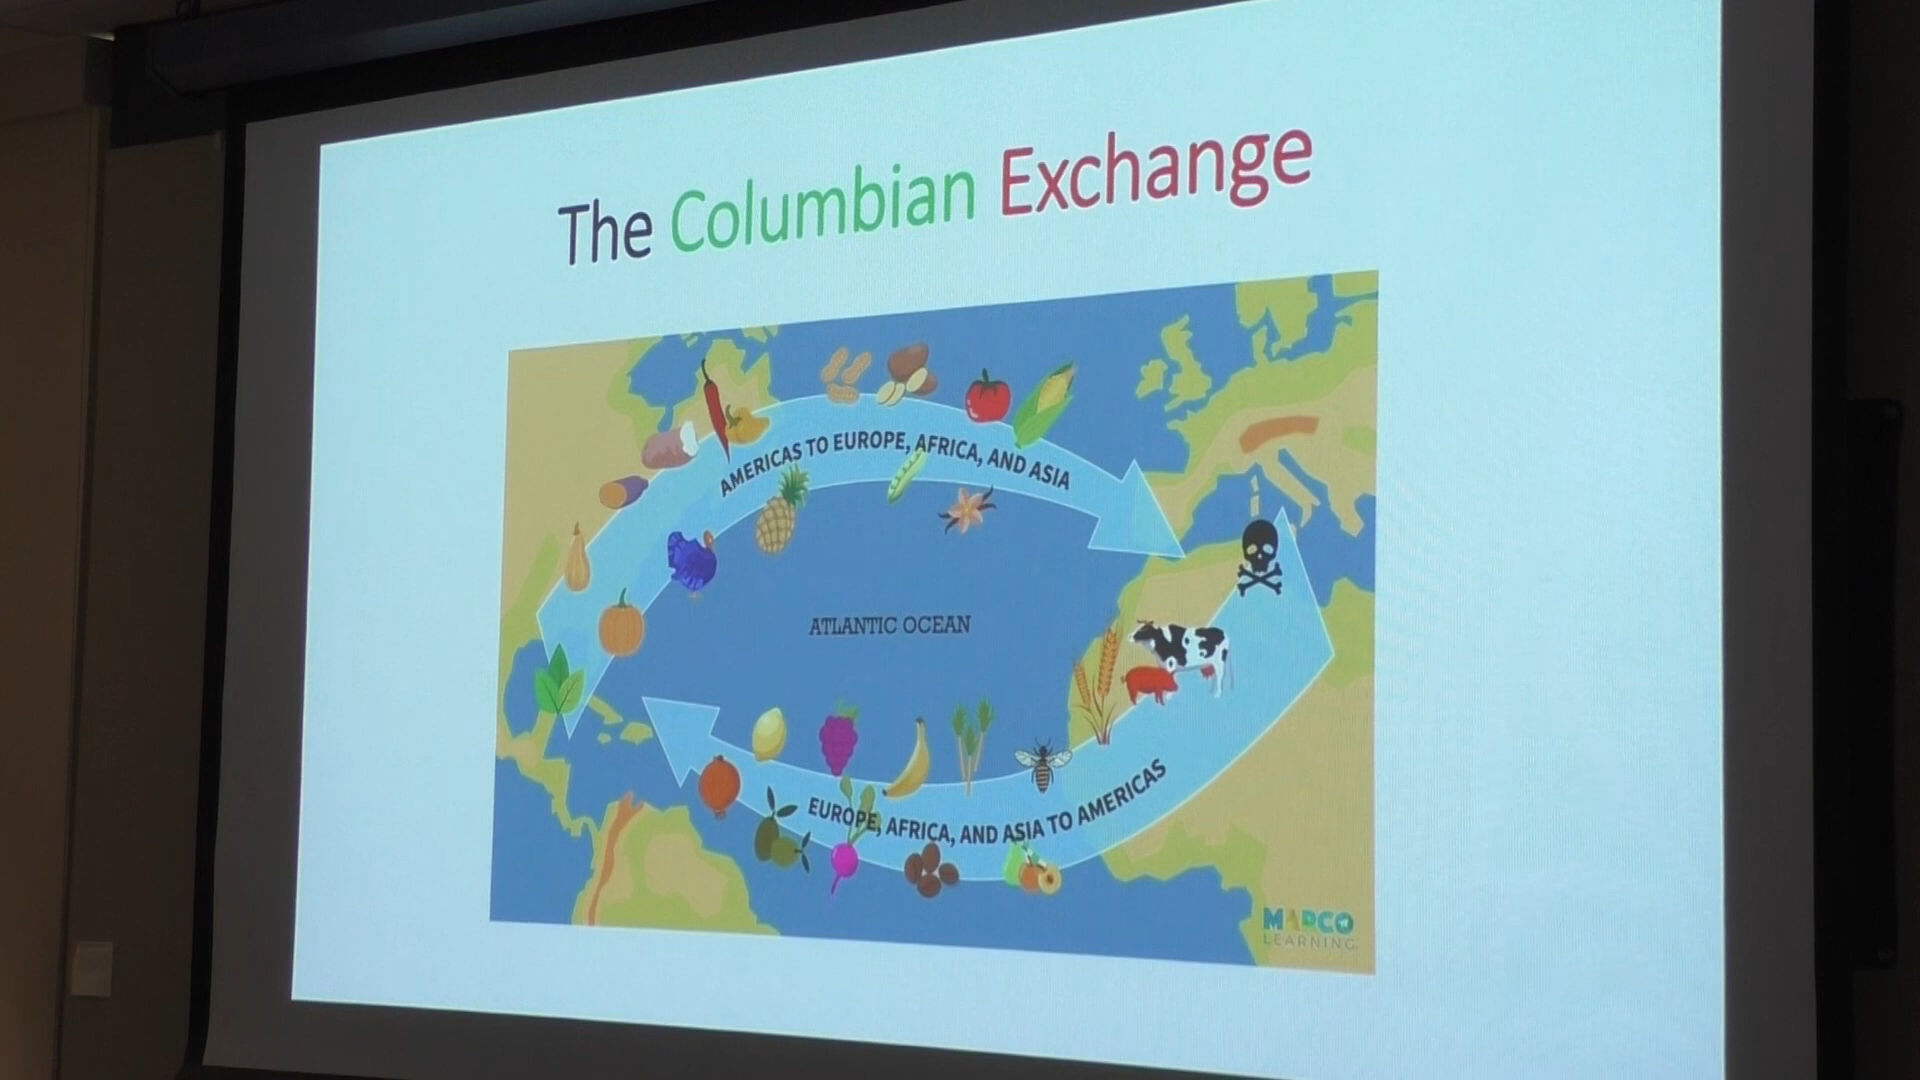 The Columbian Exchange
AMERICAS TO EUROPE, AFRICA, AND ASIA
ATLANTIC OCEAN
EUROPE, AFRICA, AND ASIA TO AMERICAS
MARCO
LEARNING